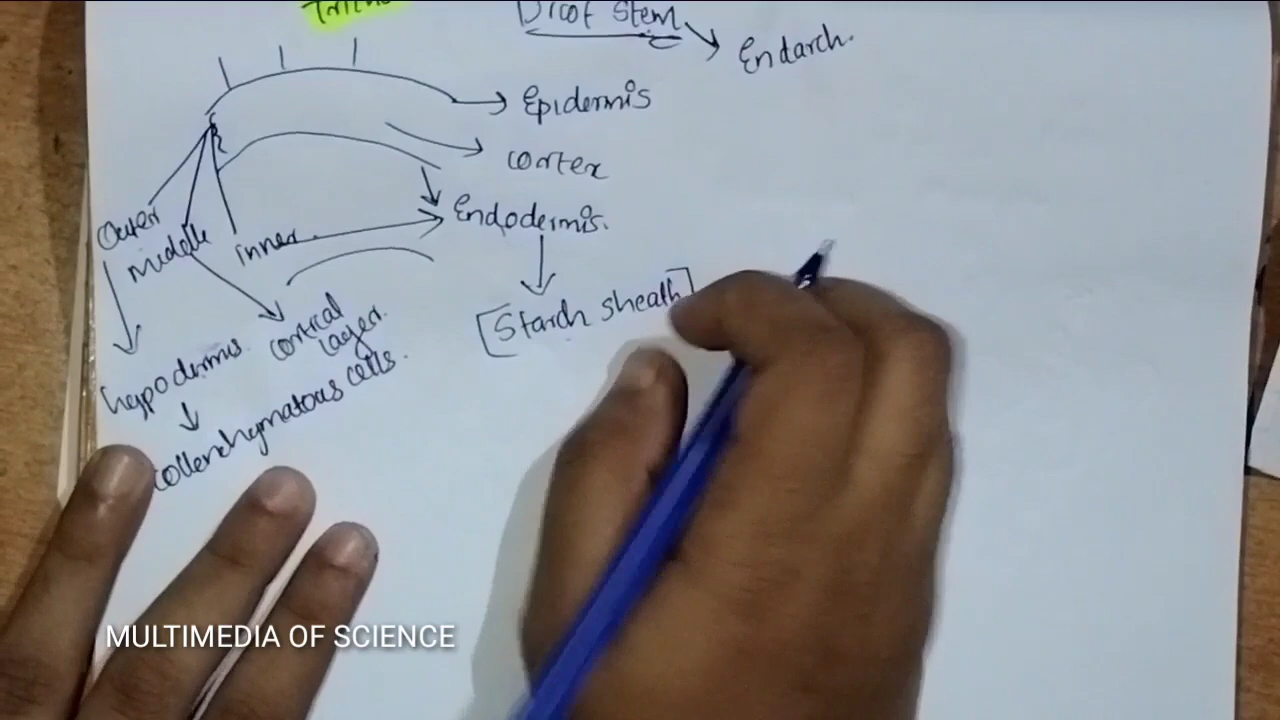 Dicot Stem
Endarch.
Epidermis
cortex
Endodermis.
Outer
middle
inner
[Starch sheath]
cortical
layer.
hypodermis.
collenchymatous cells.
MULTIMEDIA OF SCIENCE